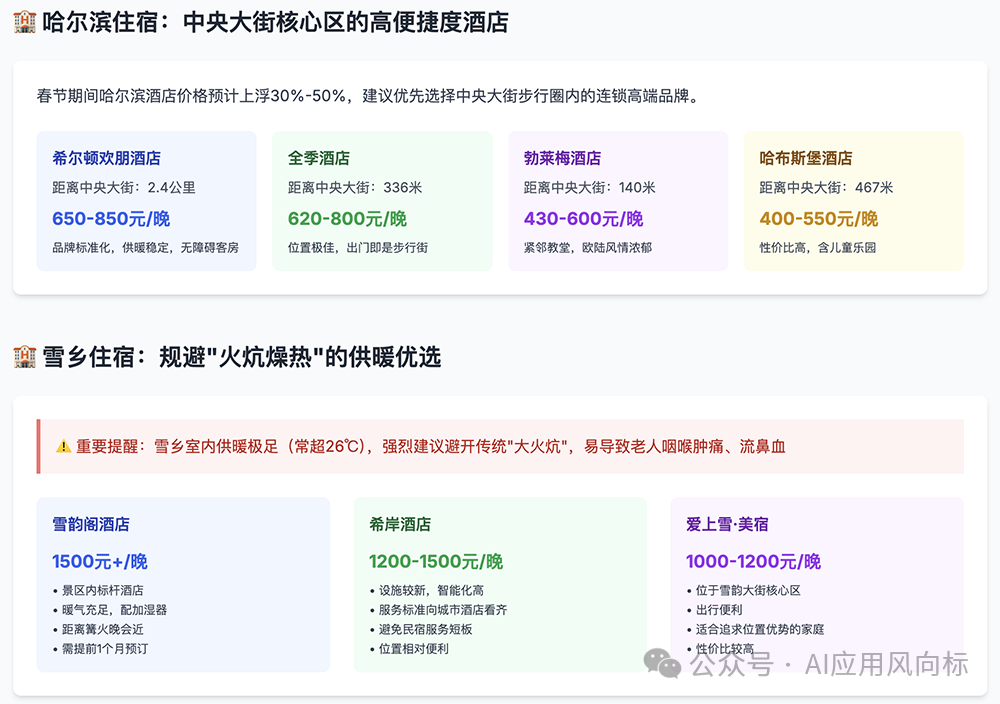 哈尔滨住宿：中央大街核心区的高便捷度酒店
春节期间哈尔滨酒店价格预计上浮30%-50%，建议优先选择中央大街步行圈内的连锁高端品牌。
希尔顿欢朋酒店
距离中央大街：2.4公里
650-850元/晚
品牌标准化，供暖稳定，无障碍客房
全季酒店
距离中央大街：336米
620-800元/晚
位置极佳，出门即是步行街
勃莱梅酒店
距离中央大街：140米
430-600元/晚
紧邻教堂，欧陆风情浓郁
哈布斯堡酒店
距离中央大街：467米
400-550元/晚
性价比高，含儿童乐园
雪乡住宿：规避"火炕燥热"的供暖优选
重要提醒：雪乡室内供暖极足（常超26℃），强烈建议避开传统"大火炕"，易导致老人咽喉肿痛、流鼻血
雪韵阁酒店
1500元+/晚
• 景区内标杆酒店
• 暖气充足，配加湿器
• 距离篝火晚会近
• 需提前1个月预订
希岸酒店
1200-1500元/晚
• 设施较新，智能化高
• 服务标准向城市酒店看齐
• 避免民宿服务短板
• 位置相对便利
爱上雪·美宿
1000-1200元/晚
• 位于雪韵大街核心区
• 出行便利
• 适合追求位置优势的家庭
• 性价比较高
公众号 · AI应用风向标